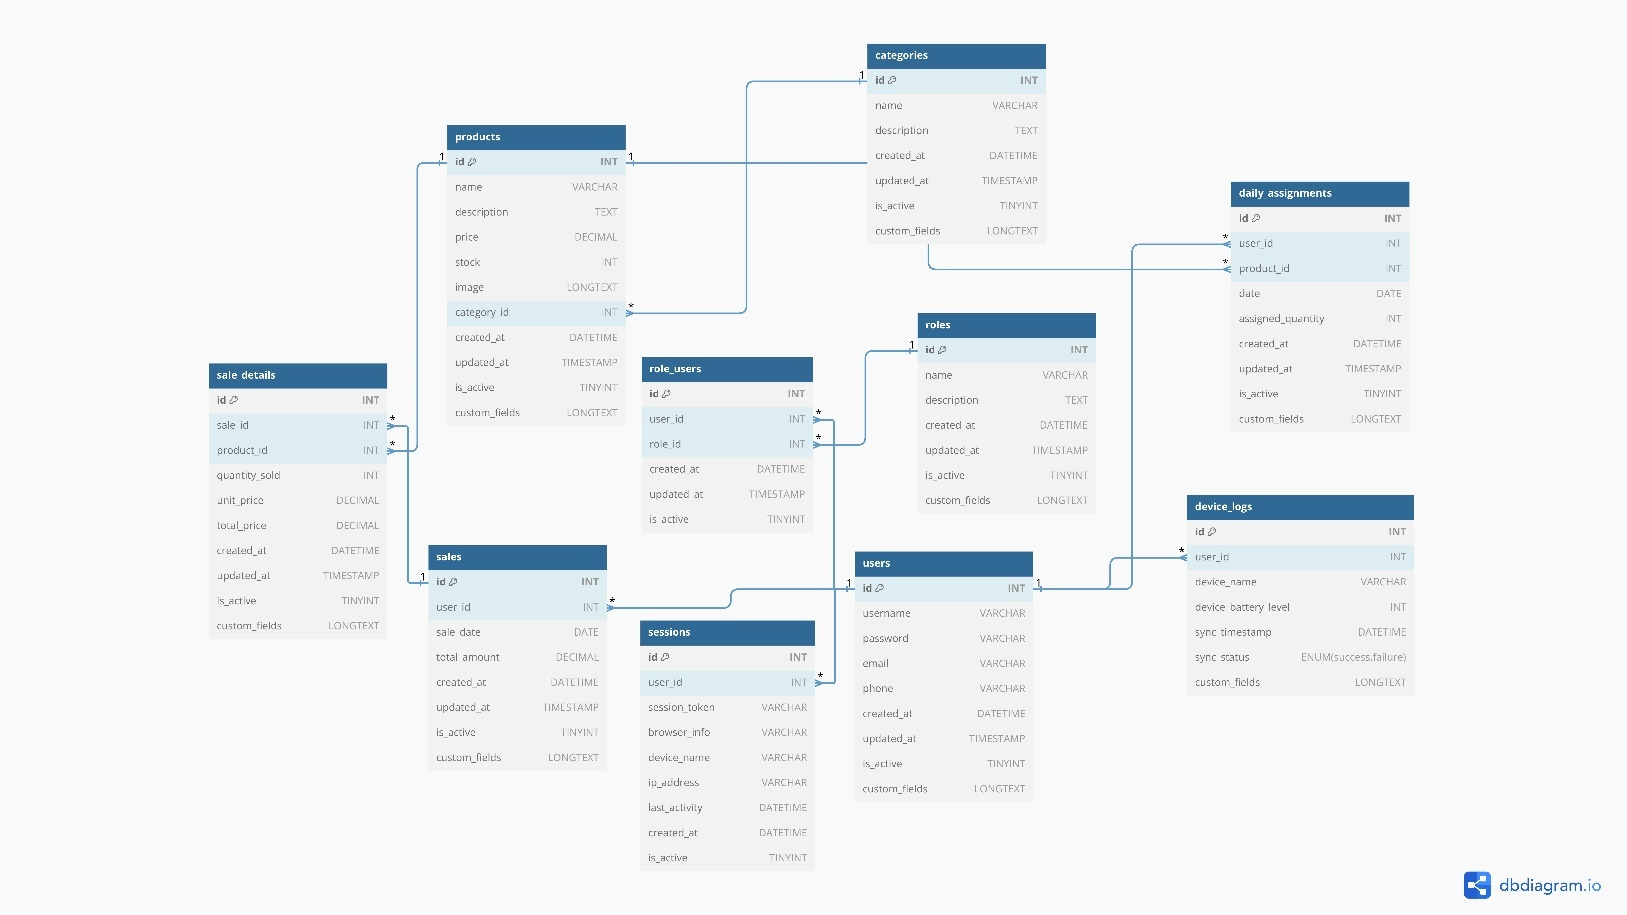 categories
id INT
name VARCHAR
description TEXT
created_at DATETIME
updated_at TIMESTAMP
is_active TINYINT
custom_fields LONGTEXT
products
id INT
name VARCHAR
description TEXT
price DECIMAL
stock INT
image LONGTEXT
category_id INT
created_at DATETIME
updated_at TIMESTAMP
is_active TINYINT
custom_fields LONGTEXT
daily_assignments
id INT
user_id INT
product_id INT
date DATE
assigned_quantity INT
created_at DATETIME
updated_at TIMESTAMP
is_active TINYINT
custom_fields LONGTEXT
roles
id INT
name VARCHAR
description TEXT
created_at DATETIME
updated_at TIMESTAMP
is_active TINYINT
custom_fields LONGTEXT
role_users
id INT
user_id INT
role_id INT
created_at DATETIME
updated_at TIMESTAMP
is_active TINYINT
sale_details
id INT
sale_id INT
product_id INT
quantity_sold INT
unit_price DECIMAL
total_price DECIMAL
created_at DATETIME
updated_at TIMESTAMP
is_active TINYINT
custom_fields LONGTEXT
device_logs
id INT
user_id INT
device_name VARCHAR
device_battery_level INT
sync_timestamp DATETIME
sync_status ENUM(success,failure)
custom_fields LONGTEXT
sales
id INT
user_id INT
sale_date DATE
total_amount DECIMAL
created_at DATETIME
updated_at TIMESTAMP
is_active TINYINT
custom_fields LONGTEXT
users
id INT
username VARCHAR
password VARCHAR
email VARCHAR
phone VARCHAR
created_at DATETIME
updated_at TIMESTAMP
is_active TINYINT
custom_fields LONGTEXT
sessions
id INT
user_id INT
session_token VARCHAR
browser_info VARCHAR
device_name VARCHAR
ip_address VARCHAR
last_activity DATETIME
created_at DATETIME
is_active TINYINT
1
1
1
*
*
*
1
*
*
*
*
1
*
1
1
*
*
dbdiagram.io